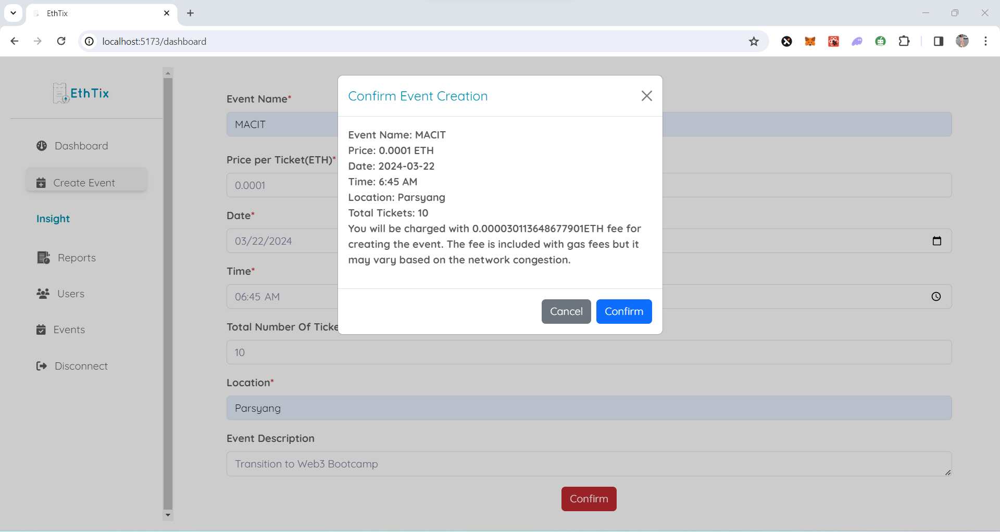 EthTix
localhost:5173/dashboard
EthTix
Dashboard
Create Event
Insight
Reports
Users
Events
Disconnect
Event Name*
MACIT
Price per Ticket(ETH)*
0.0001
Date*
03/22/2024
Time*
06:45 AM
Total Number Of Ticke
10
Location*
Parsyang
Event Description
Transition to Web3 Bootcamp
Confirm
Confirm Event Creation
Event Name: MACIT
Price: 0.0001 ETH
Date: 2024-03-22
Time: 6:45 AM
Location: Parsyang
Total Tickets: 10
You will be charged with 0.000030113648677901ETH fee for
creating the event. The fee is included with gas fees but it
may vary based on the network congestion.
Cancel
Confirm